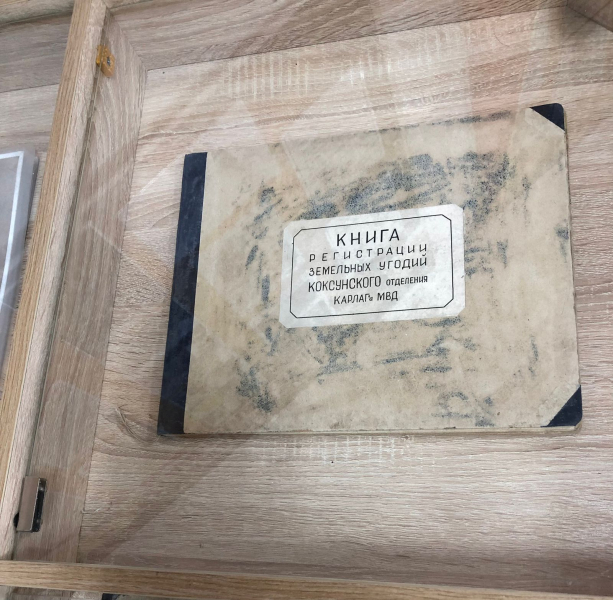 КНИГА
РЕГИСТРАЦИИ
ЗЕМЕЛЬНЫХ УГОДИЙ
КОКСУНСКОГО ОТДЕЛЕНИЯ
КАРЛАГа МВД